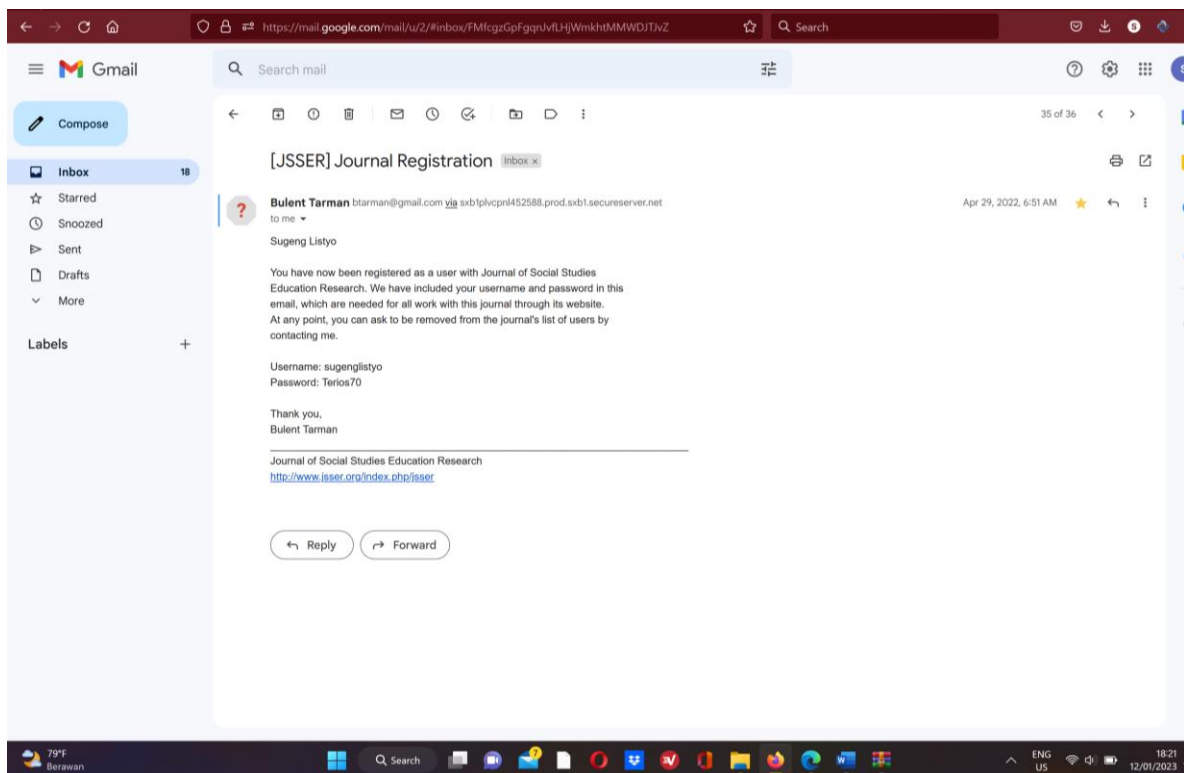 https://mail.google.com/mail/u/2/#inbox/FMfcgzGpFgqnJvfLHjWmkhtMMWDJTJvZ
Search
S
Gmail
Search mail
Compose
35 of 36
Inbox 18
Starred
Snoozed
Sent
Drafts
More
Labels +
[JSSER] Journal Registration Inbox ×
Bulent Tarman btarman@gmail.com via sxb1plvcpnl452588.prod.sxb1.secureserver.net Apr 29, 2022, 6:51 AM
to me
Sugeng Listyo
You have now been registered as a user with Journal of Social Studies
Education Research. We have included your username and password in this
email, which are needed for all work with this journal through its website.
At any point, you can ask to be removed from the journal's list of users by
contacting me.
Username: sugenglistyo
Password: Terios70
Thank you,
Bulent Tarman
Journal of Social Studies Education Research
http://www.jsser.org/index.php/jsser
Reply Forward
79°F
Berawan
Search
7
ENG
US
18:21
12/01/2023